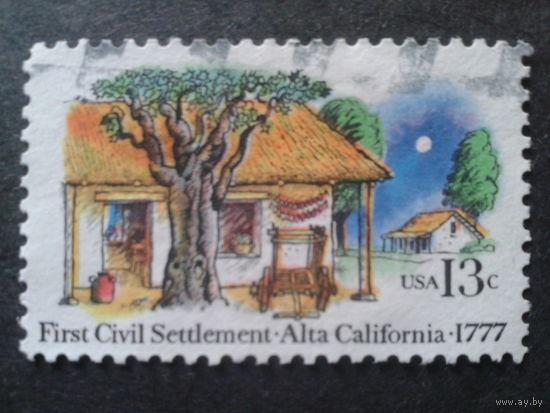 USA 13c
First Civil Settlement · Alta California · 1777
www.ay.by